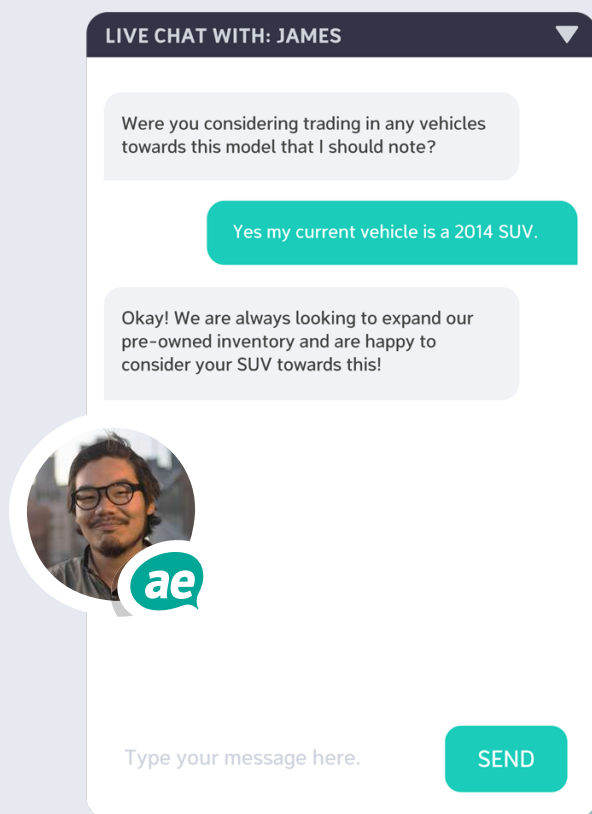 LIVE CHAT WITH: JAMES
Were you considering trading in any vehicles
towards this model that I should note?
Yes my current vehicle is a 2014 SUV.
Okay! We are always looking to expand our
pre-owned inventory and are happy to
consider your SUV towards this!
ae
Type your message here.
SEND